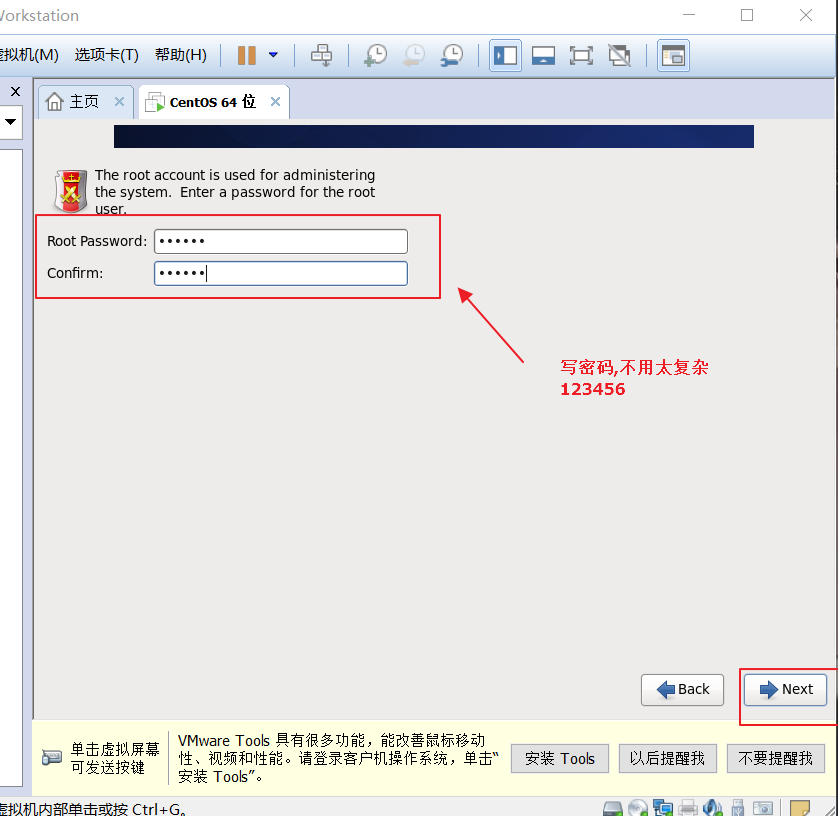 Workstation
虚拟机(M) 选项卡(T) 帮助(H)
主页 CentOS 64 位
The root account is used for administering
the system. Enter a password for the root
user.
Root Password: ••••••
Confirm: ••••••
写密码,不用太复杂
123456
Back Next
单击虚拟屏幕
可发送按键
VMware Tools 具有很多功能，能改善鼠标移动
性、视频和性能。请登录客户机操作系统，单击“
安装 Tools”。
安装 Tools 以后提醒我 不要提醒我
虚拟机内部单击或按 Ctrl+G。